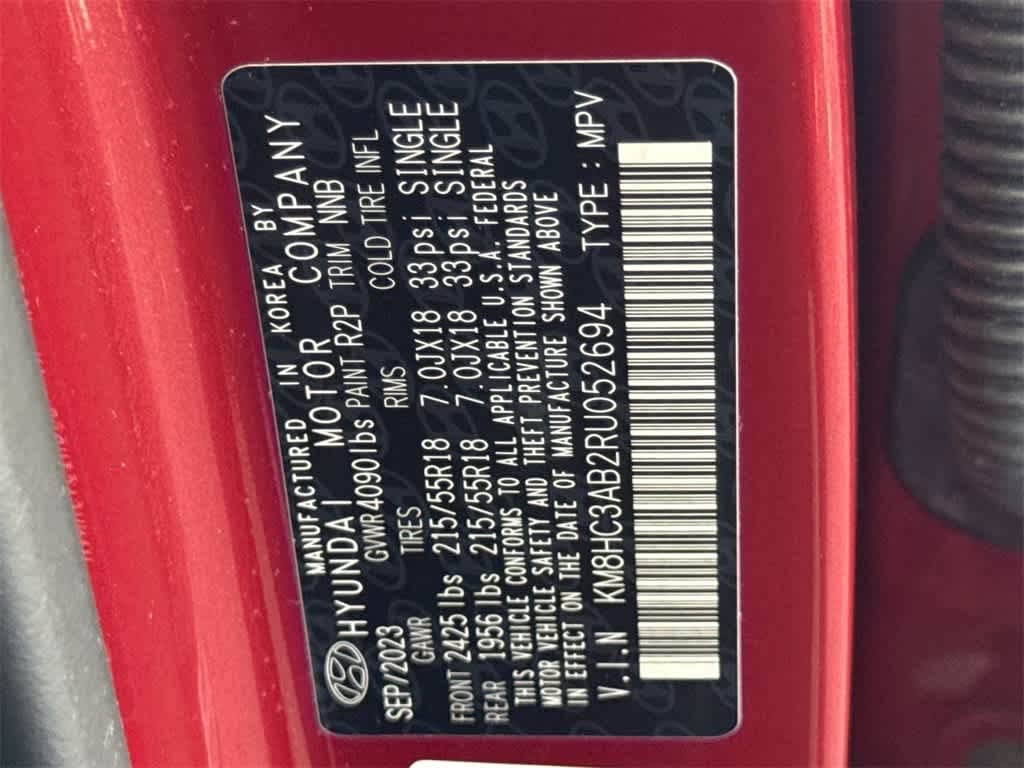 MANUFACTURED IN KOREA BY
HYUNDAI MOTOR COMPANY
SEP/2023 GVWR4090lbs PAINT R2P TRIM NNB
GAWR TIRES RIMS COLD TIRE INFL
FRONT 2425 lbs 215/55R18 7.0JX18 33psi SINGLE
REAR 1956 lbs 215/55R18 7.0JX18 33psi SINGLE
THIS VEHICLE CONFORMS TO ALL APPLICABLE U.S.A. FEDERAL
MOTOR VEHICLE SAFETY AND THEFT PREVENTION STANDARDS
IN EFFECT ON THE DATE OF MANUFACTURE SHOWN ABOVE
V.I.N KM8HC3AB2RU052694 TYPE : MPV